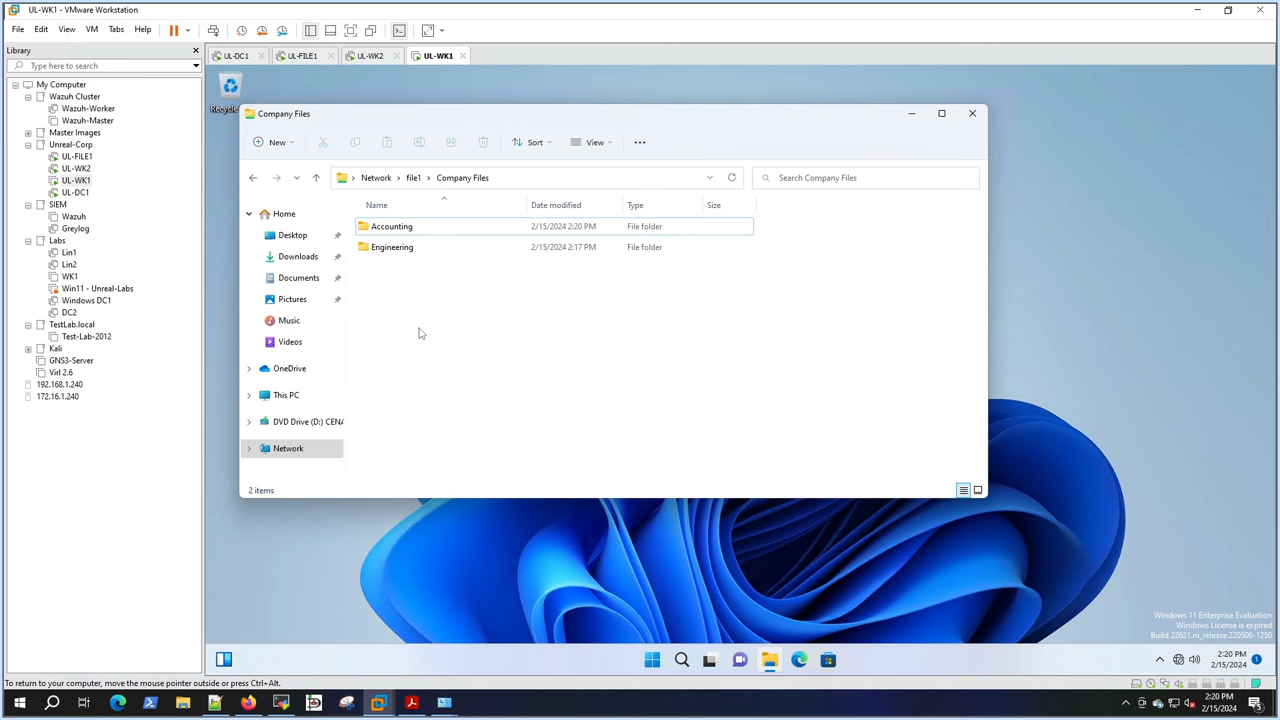 UL-WK1 - VMware Workstation
File Edit View VM Tabs Help
Library
Type here to search
My Computer
Wazuh Cluster
Wazuh-Worker
Wazuh-Master
Master Images
Unreal-Corp
UL-FILE1
UL-WK2
UL-WK1
UL-DC1
SIEM
Wazuh
Greylog
Labs
Lin1
Lin2
WK1
Win11 - Unreal-Labs
Windows DC1
DC2
TestLab.local
Test-Lab-2012
Kali
GNS3-Server
Virl 2.6
192.168.1.240
172.16.1.240
UL-DC1 UL-FILE1 UL-WK2 UL-WK1
Recycle
Company Files
New Sort View
Network file1 Company Files
Search Company Files
Name Date modified Type Size
Accounting 2/15/2024 2:20 PM File folder
Engineering 2/15/2024 2:17 PM File folder
Home
Desktop
Downloads
Documents
Pictures
Music
Videos
OneDrive
This PC
DVD Drive (D:) CENA
Network
2 items
Windows 11 Enterprise Evaluation
Windows License is expired
Build 22621.ni_release.220506-1250
2:20 PM
2/15/2024
1
To return to your computer, move the mouse pointer outside or press Ctrl+Alt.
2:20 PM
2/15/2024